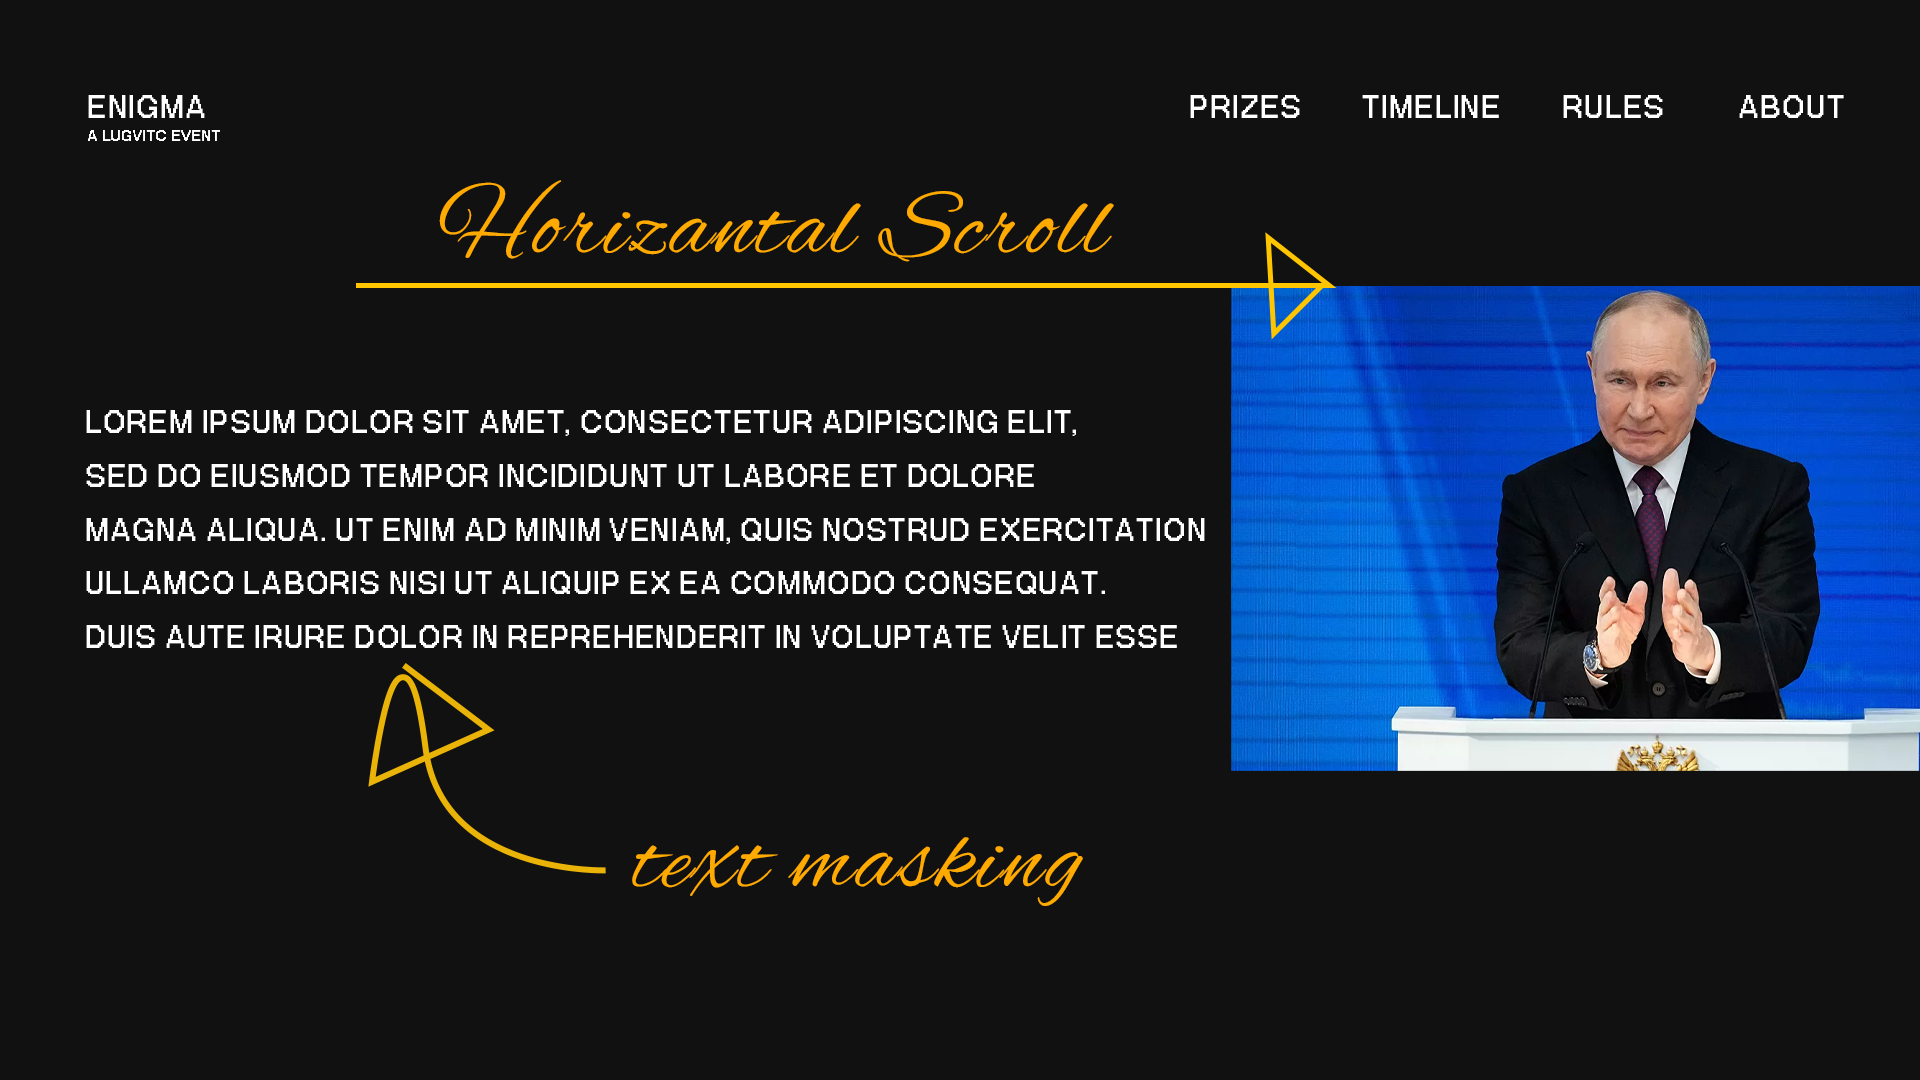 ENIGMA
A LUGVITC EVENT
PRIZES TIMELINE RULES ABOUT
Horizantal Scroll
LOREM IPSUM DOLOR SIT AMET, CONSECTETUR ADIPISCING ELIT,
SED DO EIUSMOD TEMPOR INCIDIDUNT UT LABORE ET DOLORE
MAGNA ALIQUA. UT ENIM AD MINIM VENIAM, QUIS NOSTRUD EXERCITATION
ULLAMCO LABORIS NISI UT ALIQUIP EX EA COMMODO CONSEQUAT.
DUIS AUTE IRURE DOLOR IN REPREHENDERIT IN VOLUPTATE VELIT ESSE
text masking